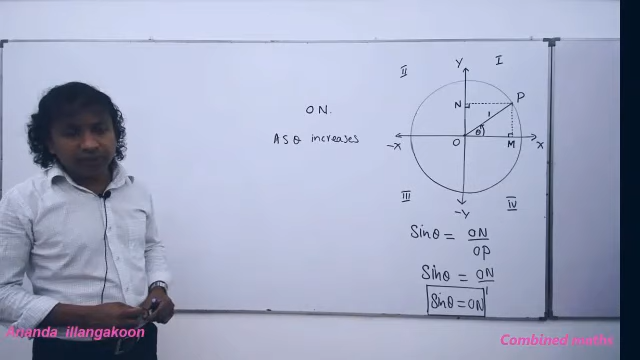 ON.
AS θ increases
II
Y
I
N
P
1
θ
-X
O
M
X
III
-Y
IV
Sinθ = ON
OP
Sinθ = ON
1
Sinθ = ON
Ananda illangakoon
Combined maths